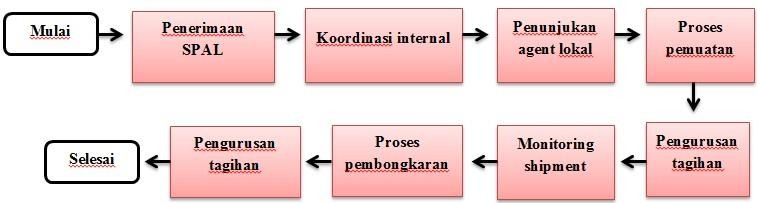 Mulai
Penerimaan
SPAL
Koordinasi internal
Penunjukan
agent lokal
Proses
pemuatan
Pengurusan
tagihan
Monitoring
shipment
Proses
pembongkaran
Pengurusan
tagihan
Selesai